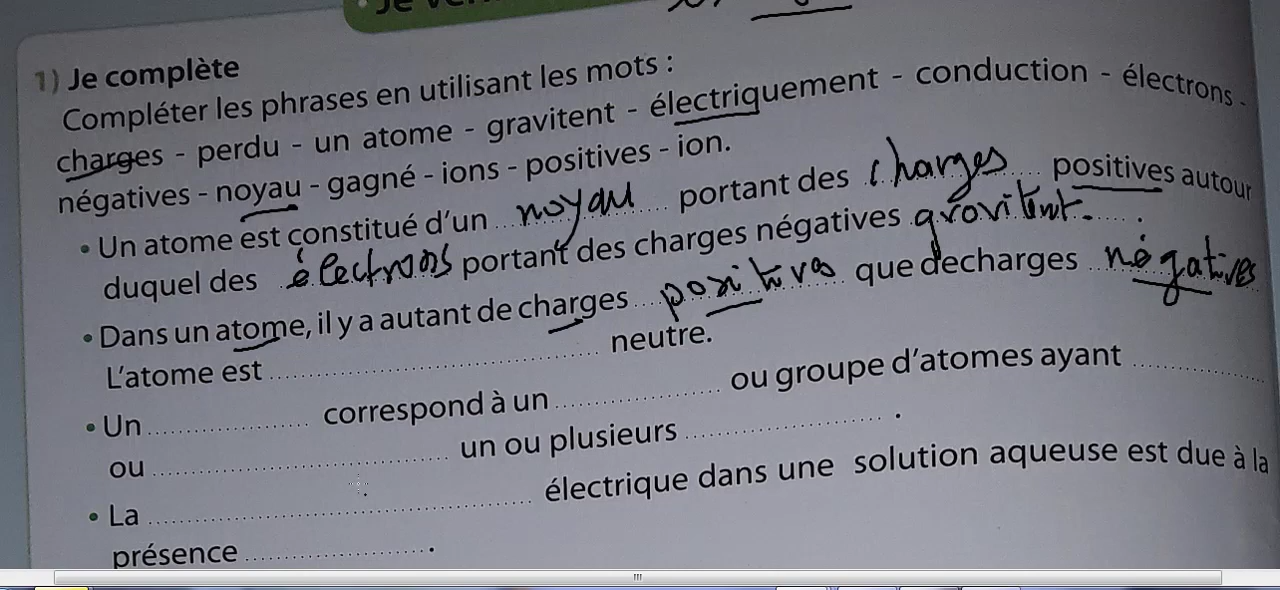 1) Je complète
Compléter les phrases en utilisant les mots :
charges - perdu - un atome - gravitent - électriquement - conduction - électrons -
négatives - noyau - gagné - ions - positives - ion.
• Un atome est constitué d'un noyau portant des charges positives autour
duquel des électrons portant des charges négatives gravitent .
• Dans un atome, il y a autant de charges positives que decharges négatives
L'atome est .................... neutre.
• Un .................... correspond à un .................... ou groupe d'atomes ayant ....................
ou .................... un ou plusieurs .................... .
• La .................... électrique dans une solution aqueuse est due à la
présence .................... .